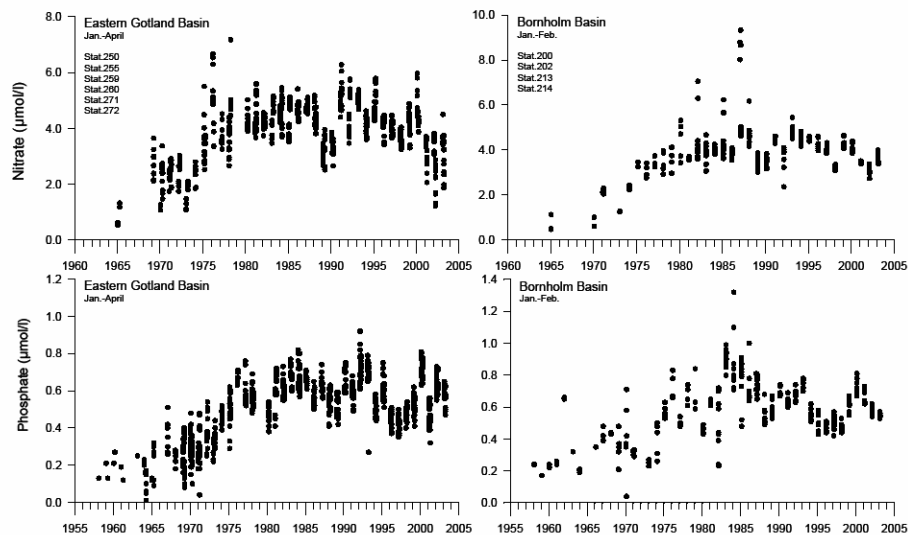 Eastern Gotland Basin
Jan.-April
Stat.250
Stat.255
Stat.259
Stat.260
Stat.271
Stat.272
Nitrate (µmol/l)
8.0
6.0
4.0
2.0
0.0
1960 1965 1970 1975 1980 1985 1990 1995 2000 2005
Bornholm Basin
Jan.-Feb.
Stat.200
Stat.202
Stat.213
Stat.214
10.0
8.0
6.0
4.0
2.0
0.0
1960 1965 1970 1975 1980 1985 1990 1995 2000 2005
Eastern Gotland Basin
Jan.-April
Phosphate (µmol/l)
1.2
1.0
0.8
0.6
0.4
0.2
0.0
1955 1960 1965 1970 1975 1980 1985 1990 1995 2000 2005
Bornholm Basin
Jan.-Feb.
1.4
1.2
1.0
0.8
0.6
0.4
0.2
0.0
1955 1960 1965 1970 1975 1980 1985 1990 1995 2000 2005